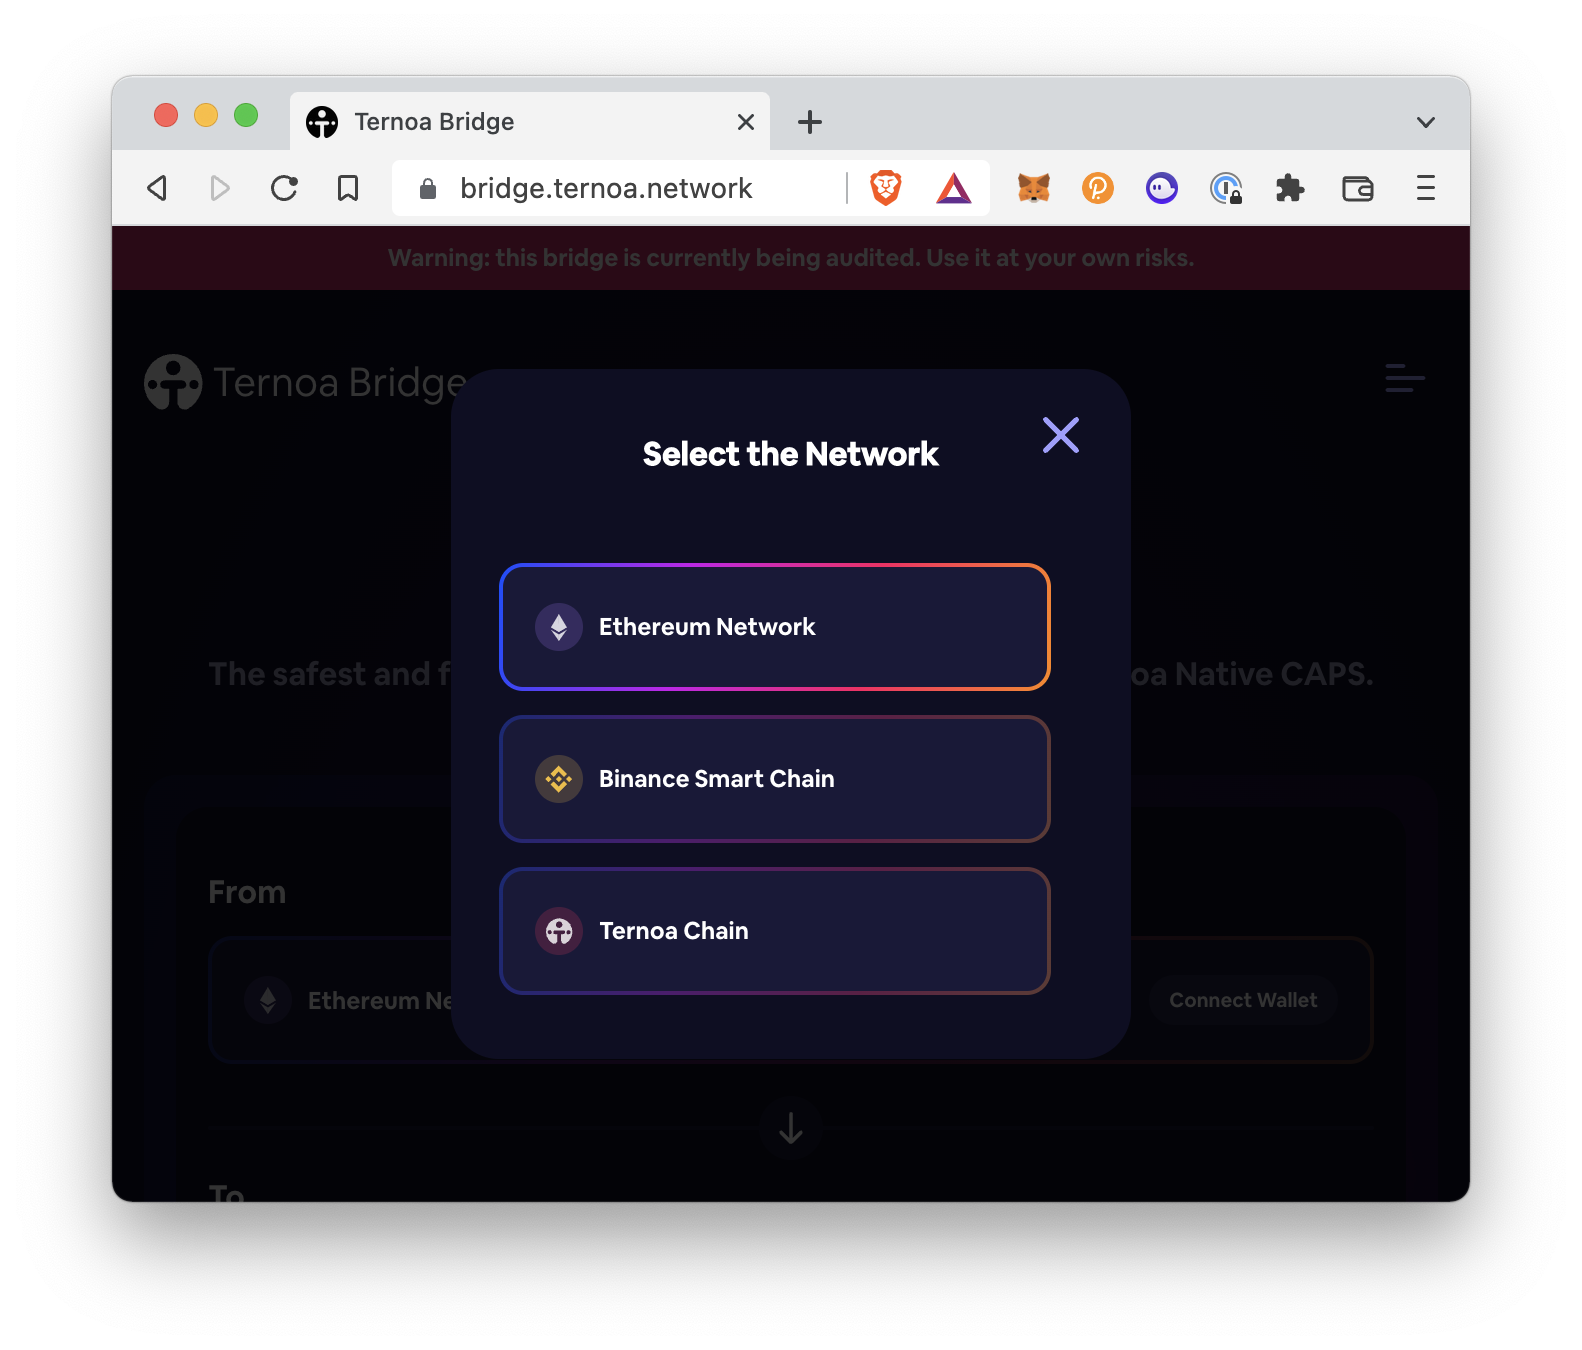 Ternoa Bridge
bridge.ternoa.network
Warning: this bridge is currently being audited. Use it at your own risks.
Ternoa Bridge
Select the Network
Ethereum Network
The safest and f
oa Native CAPS.
Binance Smart Chain
From
Ternoa Chain
Ethereum Ne
Connect Wallet
To